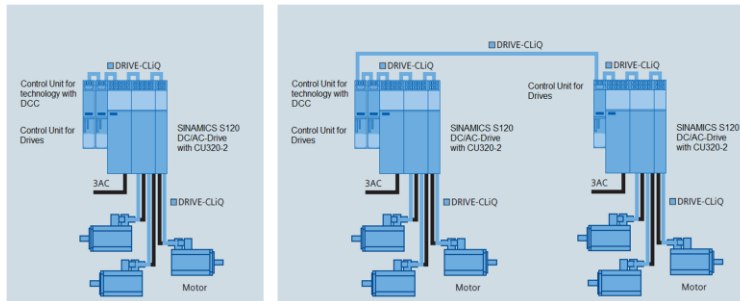 DRIVE-CLiQ
Control Unit for
technology with
DCC
Control Unit for
Drives
SINAMICS S120
DC/AC-Drive
with CU320-2
3AC
DRIVE-CLiQ
Motor
DRIVE-CLiQ
DRIVE-CLiQ
Control Unit for
technology with
DCC
Control Unit for
Drives
SINAMICS S120
DC/AC-Drive
with CU320-2
3AC
DRIVE-CLiQ
Motor
DRIVE-CLiQ
Control Unit for
Drives
SINAMICS S120
DC/AC-Drive
with CU320-2
3AC
DRIVE-CLiQ
Motor